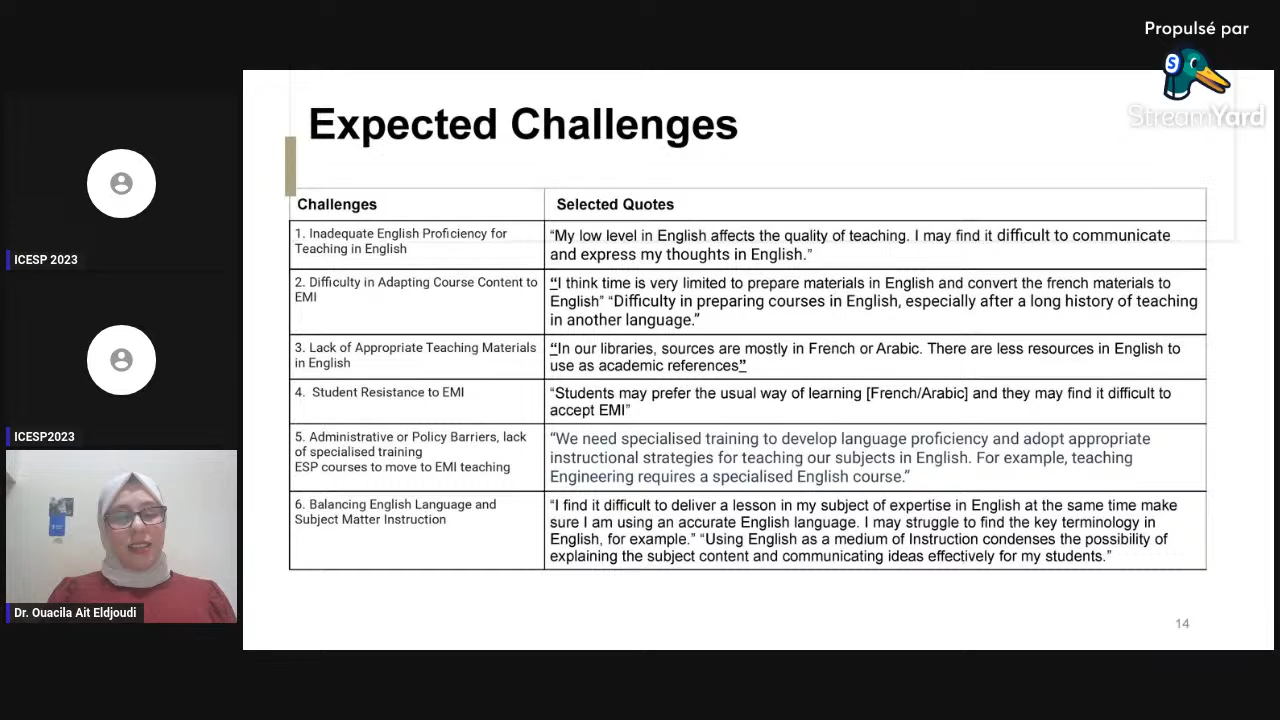 Propulsé par
S
StreamYard
Expected Challenges
Challenges
Selected Quotes
1. Inadequate English Proficiency for
Teaching in English
“My low level in English affects the quality of teaching. I may find it difficult to communicate
and express my thoughts in English.”
2. Difficulty in Adapting Course Content to
EMI
“I think time is very limited to prepare materials in English and convert the french materials to
English” “Difficulty in preparing courses in English, especially after a long history of teaching
in another language.”
3. Lack of Appropriate Teaching Materials
in English
“In our libraries, sources are mostly in French or Arabic. There are less resources in English to
use as academic references”
4. Student Resistance to EMI
“Students may prefer the usual way of learning [French/Arabic] and they may find it difficult to
accept EMI”
5. Administrative or Policy Barriers, lack
of specialised training
ESP courses to move to EMI teaching
“We need specialised training to develop language proficiency and adopt appropriate
instructional strategies for teaching our subjects in English. For example, teaching
Engineering requires a specialised English course.”
6. Balancing English Language and
Subject Matter Instruction
“I find it difficult to deliver a lesson in my subject of expertise in English at the same time make
sure I am using an accurate English language. I may struggle to find the key terminology in
English, for example.” “Using English as a medium of Instruction condenses the possibility of
explaining the subject content and communicating ideas effectively for my students.”
14
ICESP 2023
ICESP2023
Dr. Ouacila Ait Eldjoudi